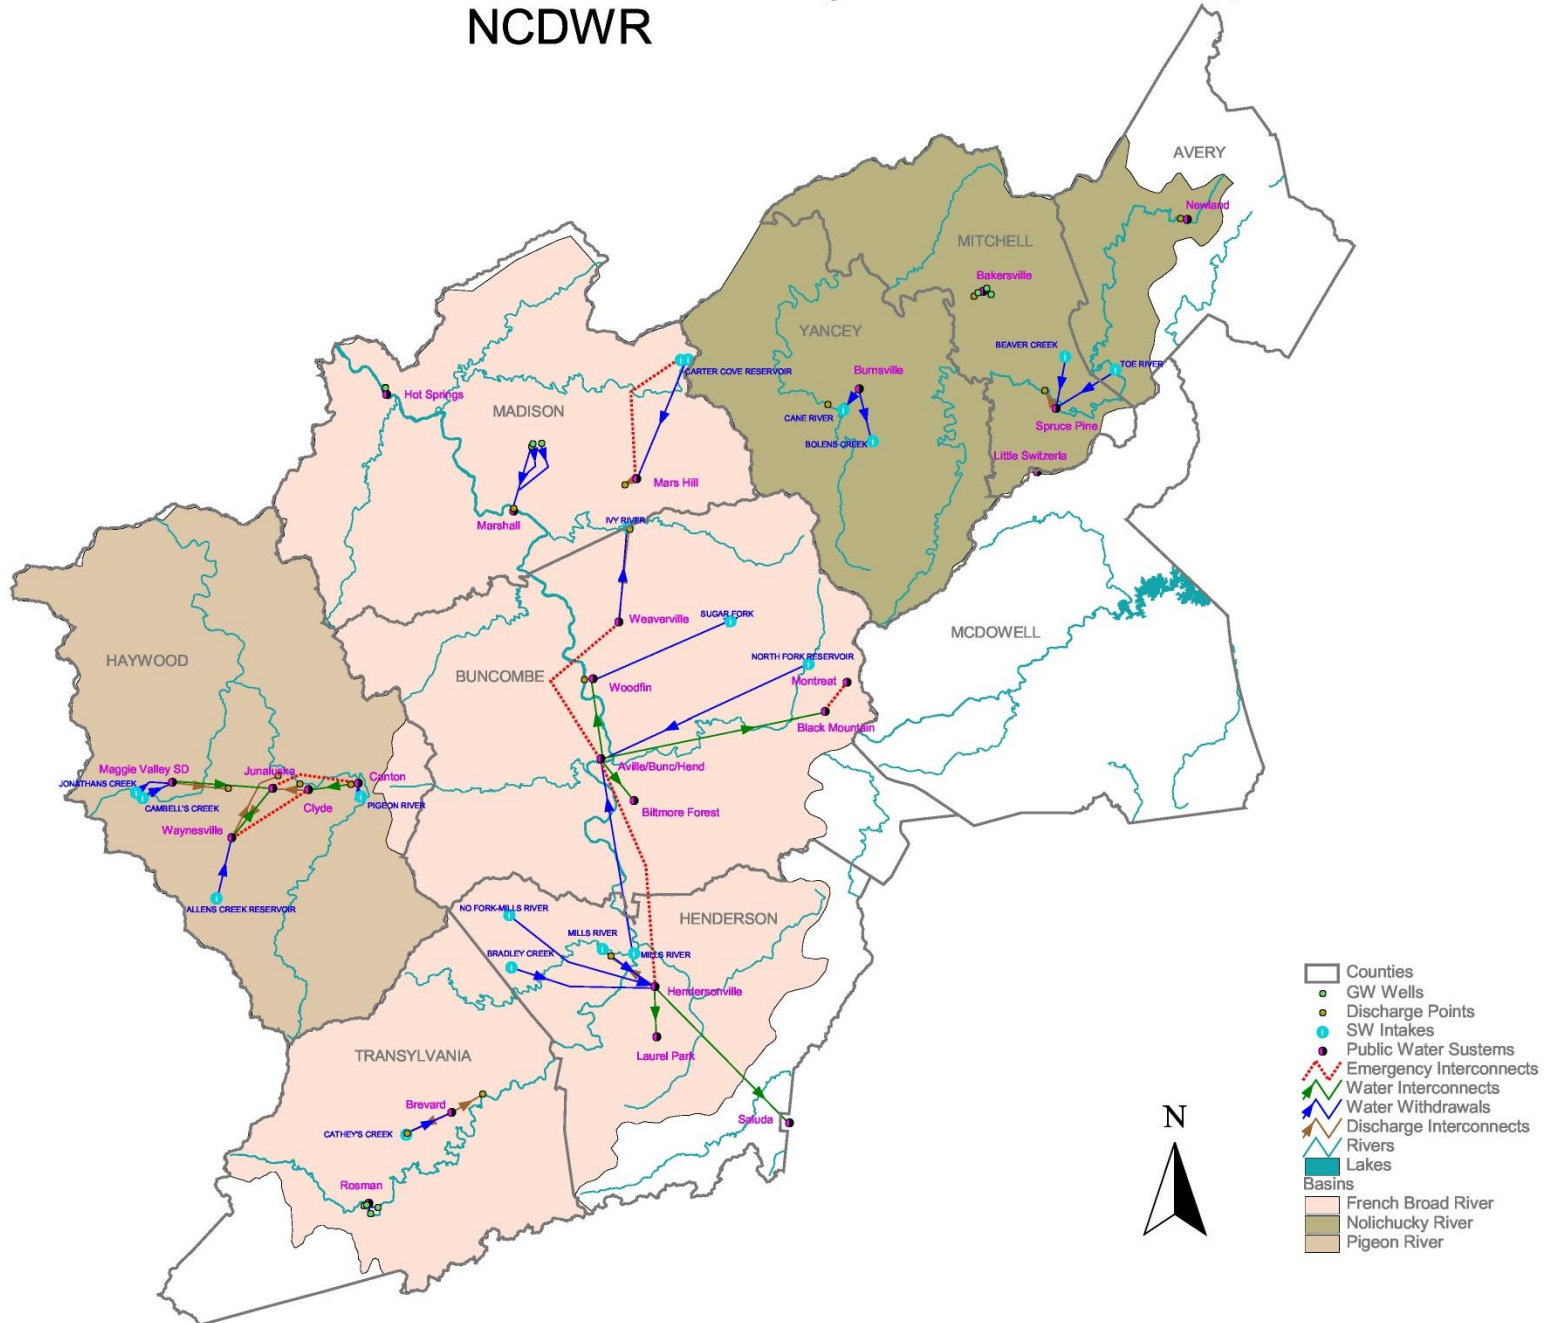 NCDWR
AVERY
Newland
MITCHELL
Bakersville
YANCEY
BEAVER CREEK
TOE RIVER
Burnsville
CARTER COVE RESERVOIR
Hot Springs
MADISON
CANE RIVER
Spruce Pine
BOLENS CREEK
Little Switzerla
Mars Hill
Marshall
IVY RIVER
Weaverville
SUGAR FORK
MCDOWELL
HAYWOOD
NORTH FORK RESERVOIR
BUNCOMBE
Montreat
Woodfin
Black Mountain
Maggie Valley SD
Junaluska
Canton
Aville/Bunc/Hend
JONATHANS CREEK
CAMBELL'S CREEK
Clyde
PIGEON RIVER
Biltmore Forest
Waynesville
ALLENS CREEK RESERVOIR
NO FORK-MILLS RIVER
HENDERSON
MILLS RIVER
BRADLEY CREEK
MILLS RIVER
Hendersonville
TRANSYLVANIA
Laurel Park
Brevard
Saluda
CATHEY'S CREEK
Rosman
N
Counties
GW Wells
Discharge Points
SW Intakes
Public Water Sustems
Emergency Interconnects
Water Interconnects
Water Withdrawals
Discharge Interconnects
Rivers
Lakes
Basins
French Broad River
Nolichucky River
Pigeon River